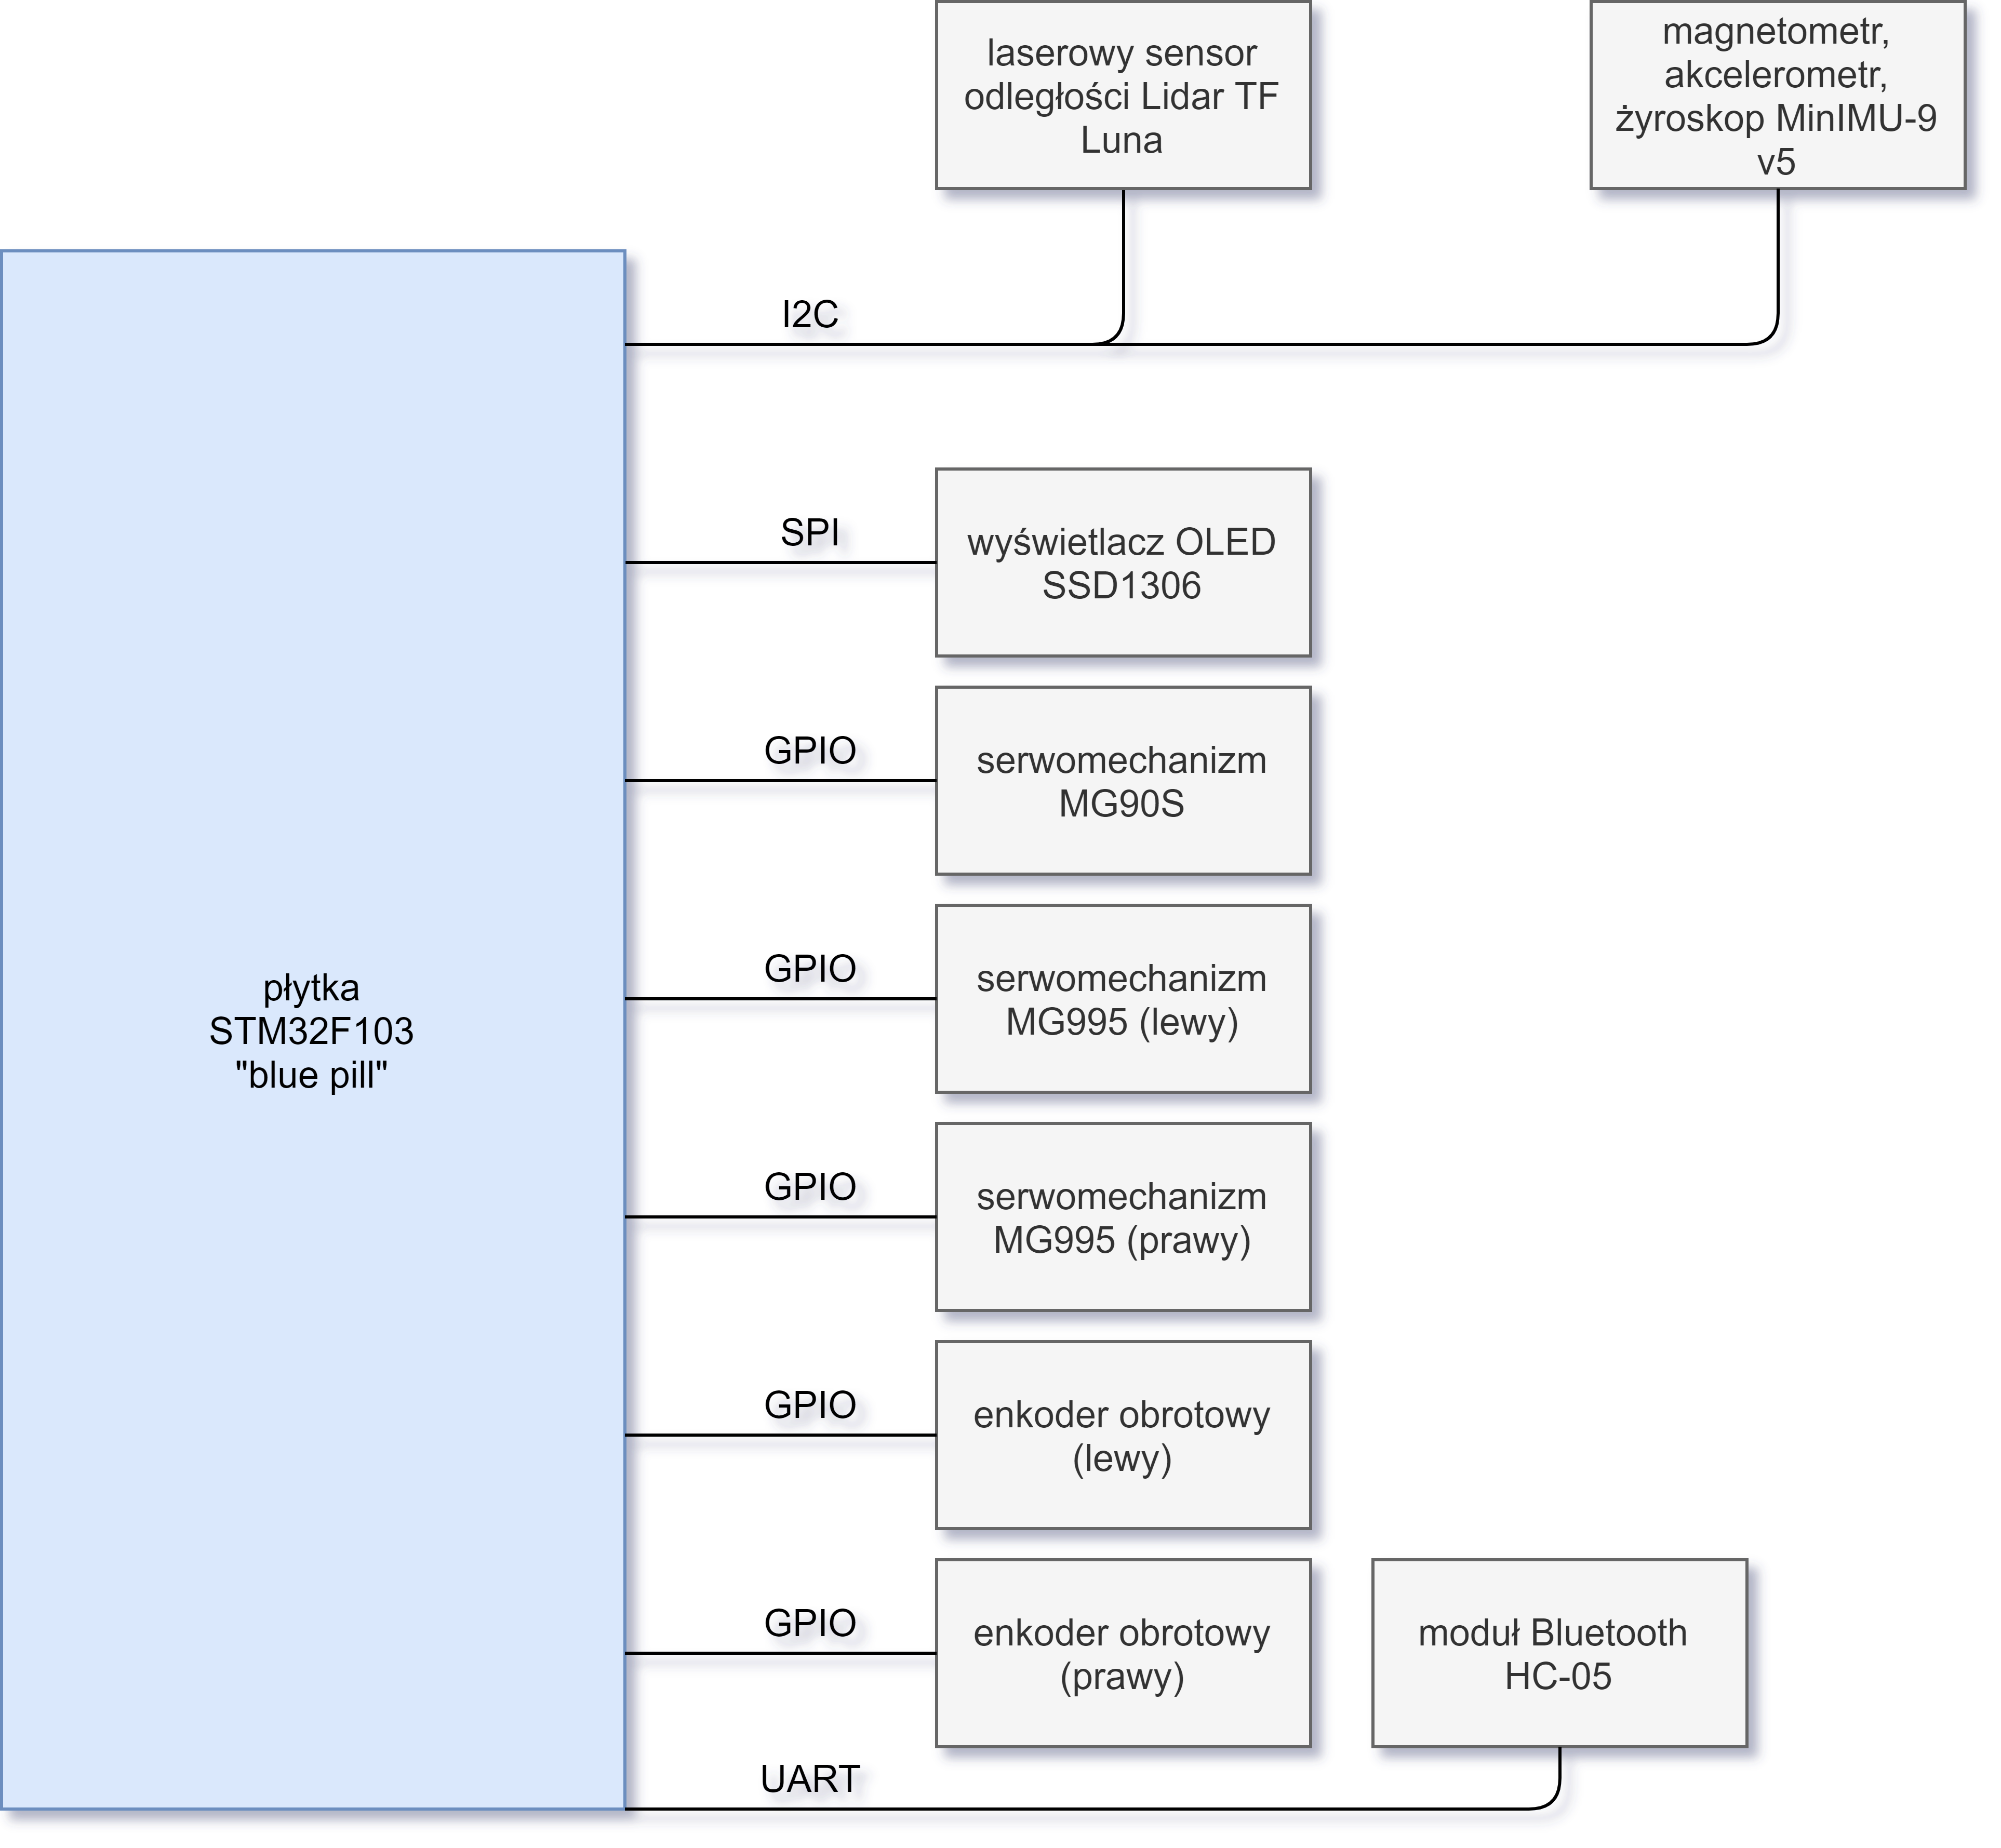 laserowy sensor
odległości Lidar TF
Luna
magnetometr,
akcelerometr,
żyroskop MinIMU-9
v5
I2C
SPI
wyświetlacz OLED
SSD1306
GPIO
serwomechanizm
MG90S
GPIO
serwomechanizm
MG995 (lewy)
płytka
STM32F103
"blue pill"
GPIO
serwomechanizm
MG995 (prawy)
GPIO
enkoder obrotowy
(lewy)
GPIO
enkoder obrotowy
(prawy)
moduł Bluetooth
HC-05
UART